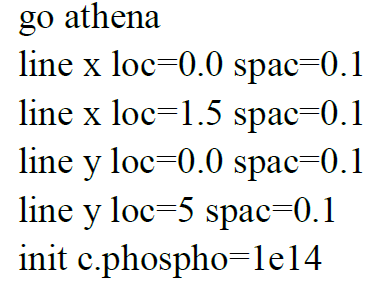 go athena
line x loc=0.0 spac=0.1
line x loc=1.5 spac=0.1
line y loc=0.0 spac=0.1
line y loc=5 spac=0.1
init c.phospho=1e14